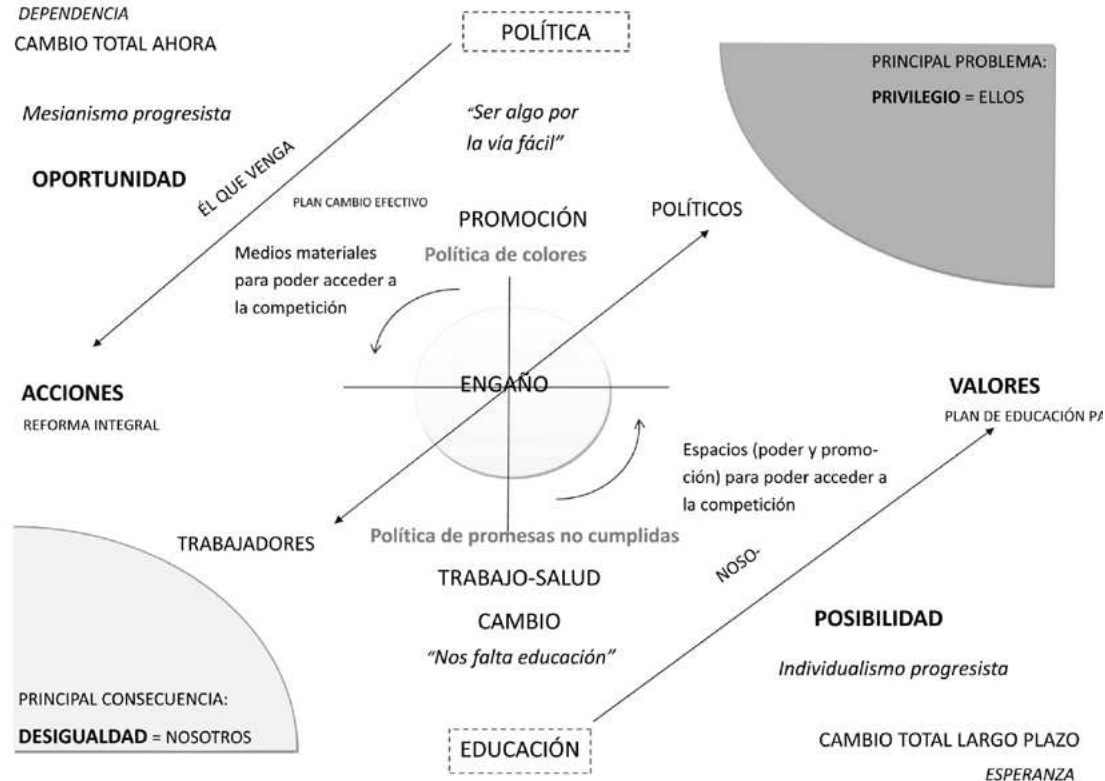 DEPENDENCIA
CAMBIO TOTAL AHORA
POLÍTICA
PRINCIPAL PROBLEMA:
PRIVILEGIO = ELLOS
Mesianismo progresista
“Ser algo por
la vía fácil”
OPORTUNIDAD
ÉL QUE VENGA
PLAN CAMBIO EFECTIVO
PROMOCIÓN
POLÍTICOS
Política de colores
Medios materiales
para poder acceder a
la competición
ENGAÑO
ACCIONES
REFORMA INTEGRAL
VALORES
PLAN DE EDUCACIÓN PA
Espacios (poder y promo-
ción) para poder acceder a
la competición
TRABAJADORES
Política de promesas no cumplidas
NOSO-
TRABAJO-SALUD
CAMBIO
“Nos falta educación”
POSIBILIDAD
Individualismo progresista
PRINCIPAL CONSECUENCIA:
DESIGUALDAD = NOSOTROS
EDUCACIÓN
CAMBIO TOTAL LARGO PLAZO
ESPERANZA